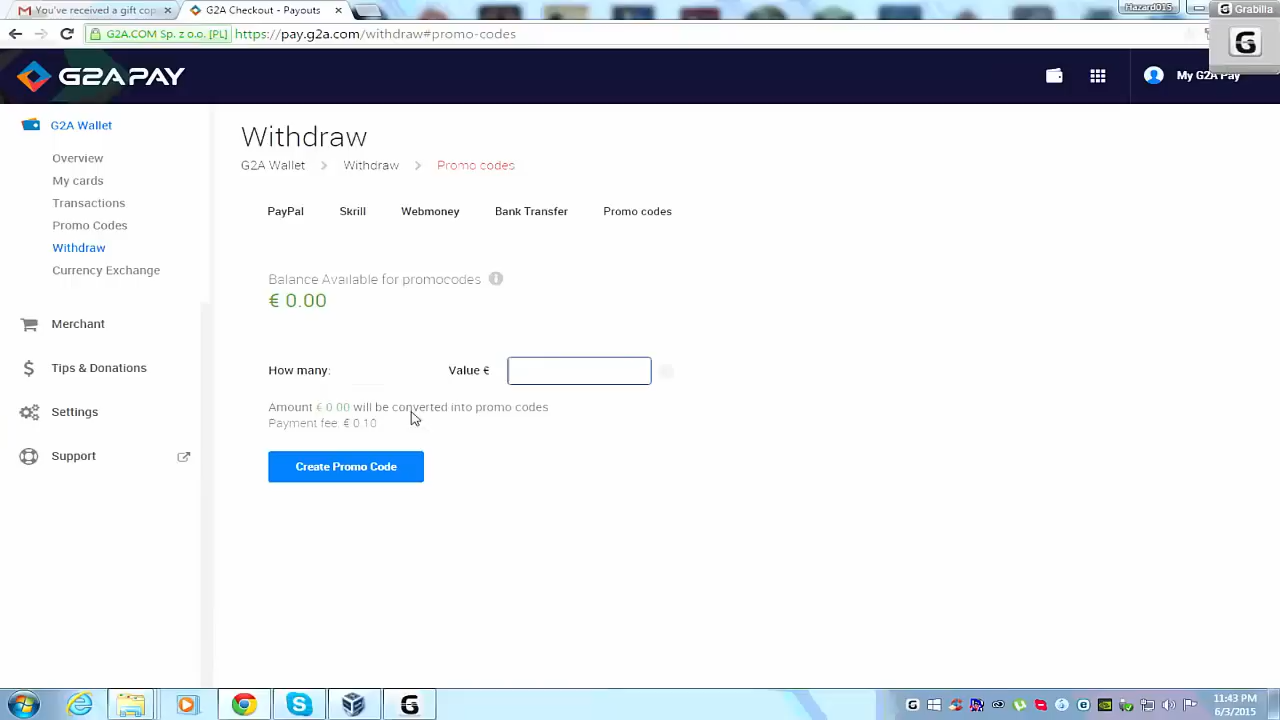 You've received a gift cop ×
G2A Checkout - Payouts ×
Hazard015
Grabilla
G2A.COM Sp. z o.o. [PL] https://pay.g2a.com/withdraw#promo-codes
G2A PAY
My G2A Pay
G2A Wallet
Overview
My cards
Transactions
Promo Codes
Withdraw
Currency Exchange
Merchant
Tips & Donations
Settings
Support
Withdraw
G2A Wallet > Withdraw > Promo codes
PayPal Skrill Webmoney Bank Transfer Promo codes
Balance Available for promocodes
€ 0.00
How many: Value €
Amount € 0.00 will be converted into promo codes
Payment fee: € 0.10
Create Promo Code
11:43 PM
6/3/2015